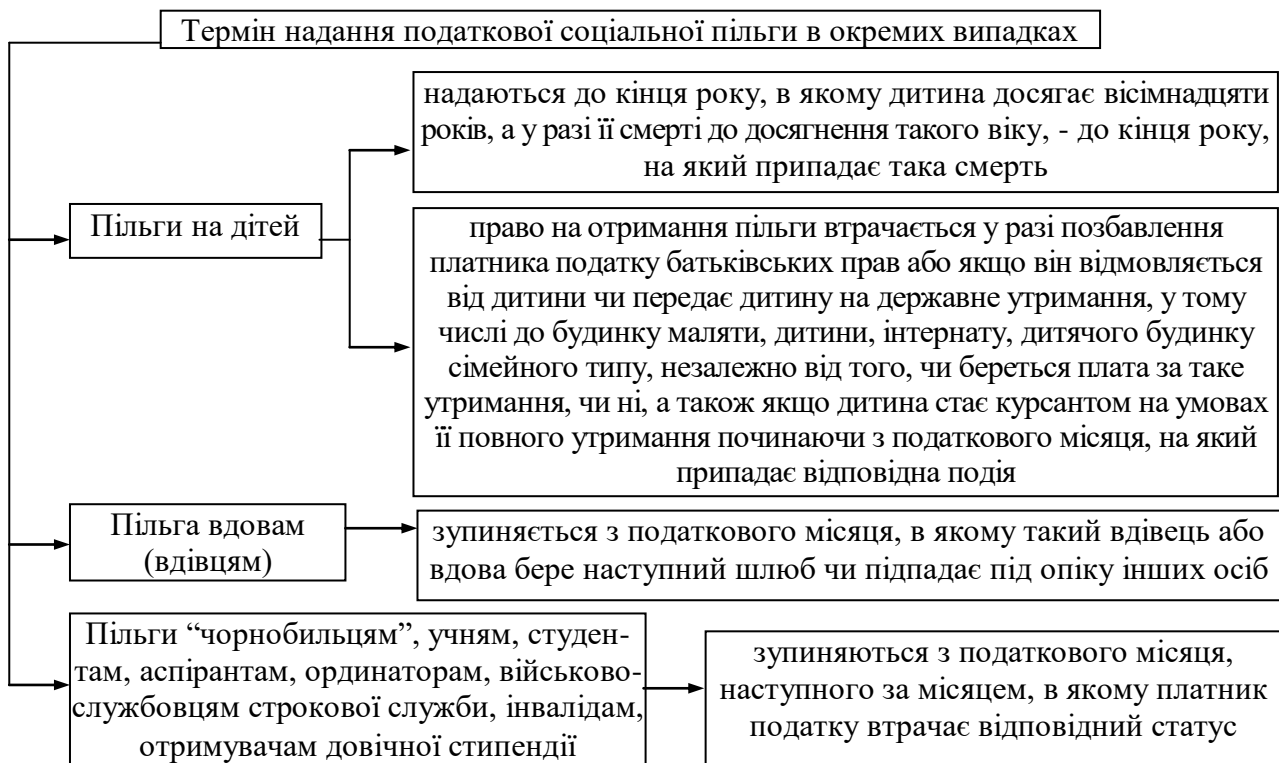 Термін надання податкової соціальної пільги в окремих випадках
надаються до кінця року, в якому дитина досягає вісімнадцяти
років, а у разі її смерті до досягнення такого віку, - до кінця року,
на який припадає така смерть
Пільги на дітей
право на отримання пільги втрачається у разі позбавлення
платника податку батьківських прав або якщо він відмовляється
від дитини чи передає дитину на державне утримання, у тому
числі до будинку маляти, дитини, інтернату, дитячого будинку
сімейного типу, незалежно від того, чи береться плата за таке
утримання, чи ні, а також якщо дитина стає курсантом на умовах
її повного утримання починаючи з податкового місяця, на який
припадає відповідна подія
Пільга вдовам
(вдівцям)
зупиняється з податкового місяця, в якому такий вдівець або
вдова бере наступний шлюб чи підпадає під опіку інших осіб
Пільги “чорнобильцям”, учням, студен-
там, аспірантам, ординаторам, військово-
службовцям строкової служби, інвалідам,
отримувачам довічної стипендії
зупиняються з податкового місяця,
наступного за місяцем, в якому платник
податку втрачає відповідний статус